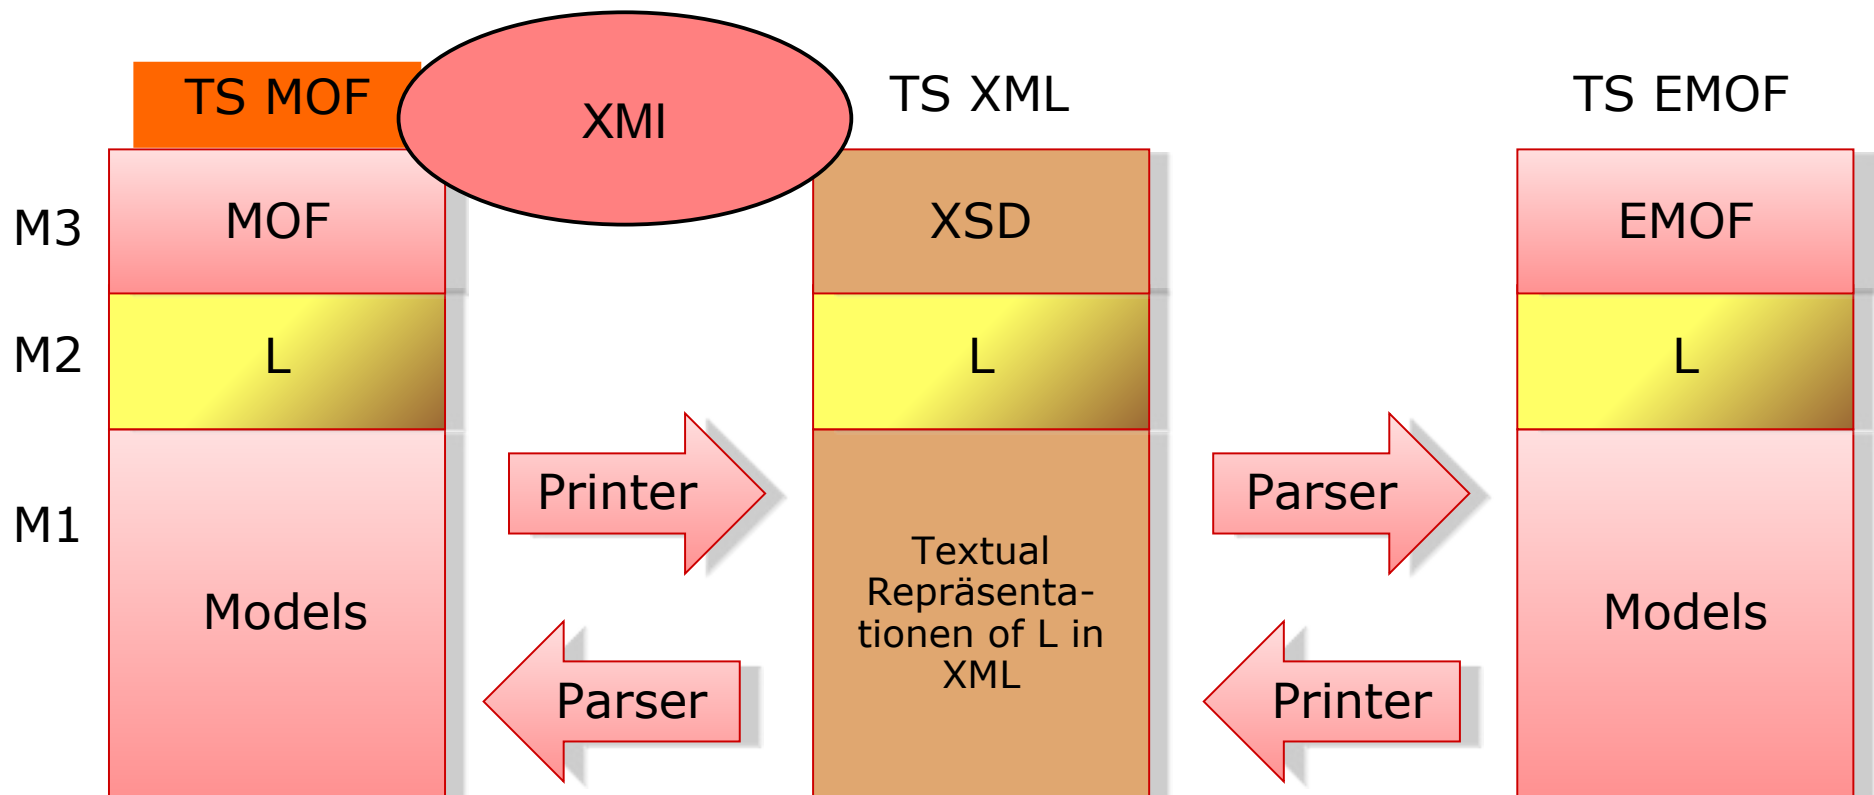 TS MOF
XMI
TS XML
TS EMOF
M3
MOF
XSD
EMOF
M2
L
L
L
M1
Printer
Parser
Models
Textual
Repräsenta-
tionen of L in
XML
Models
Parser
Printer